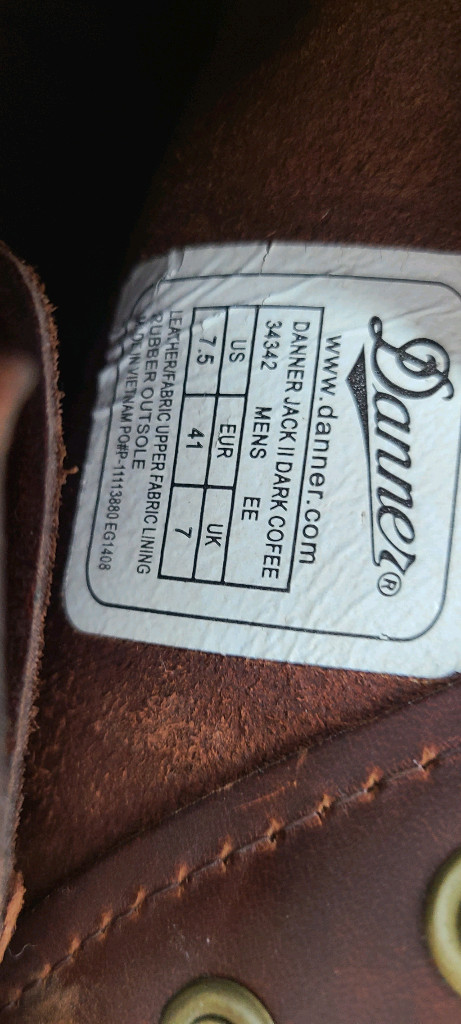 Danner®
www.danner.com
DANNER JACK II DARK COFEE
34342 MENS EE
US EUR UK
7.5 41 7
LEATHER/FABRIC UPPER FABRIC LINING
RUBBER OUTSOLE
MADE IN VIETNAM PO#P-11113880 EG1408